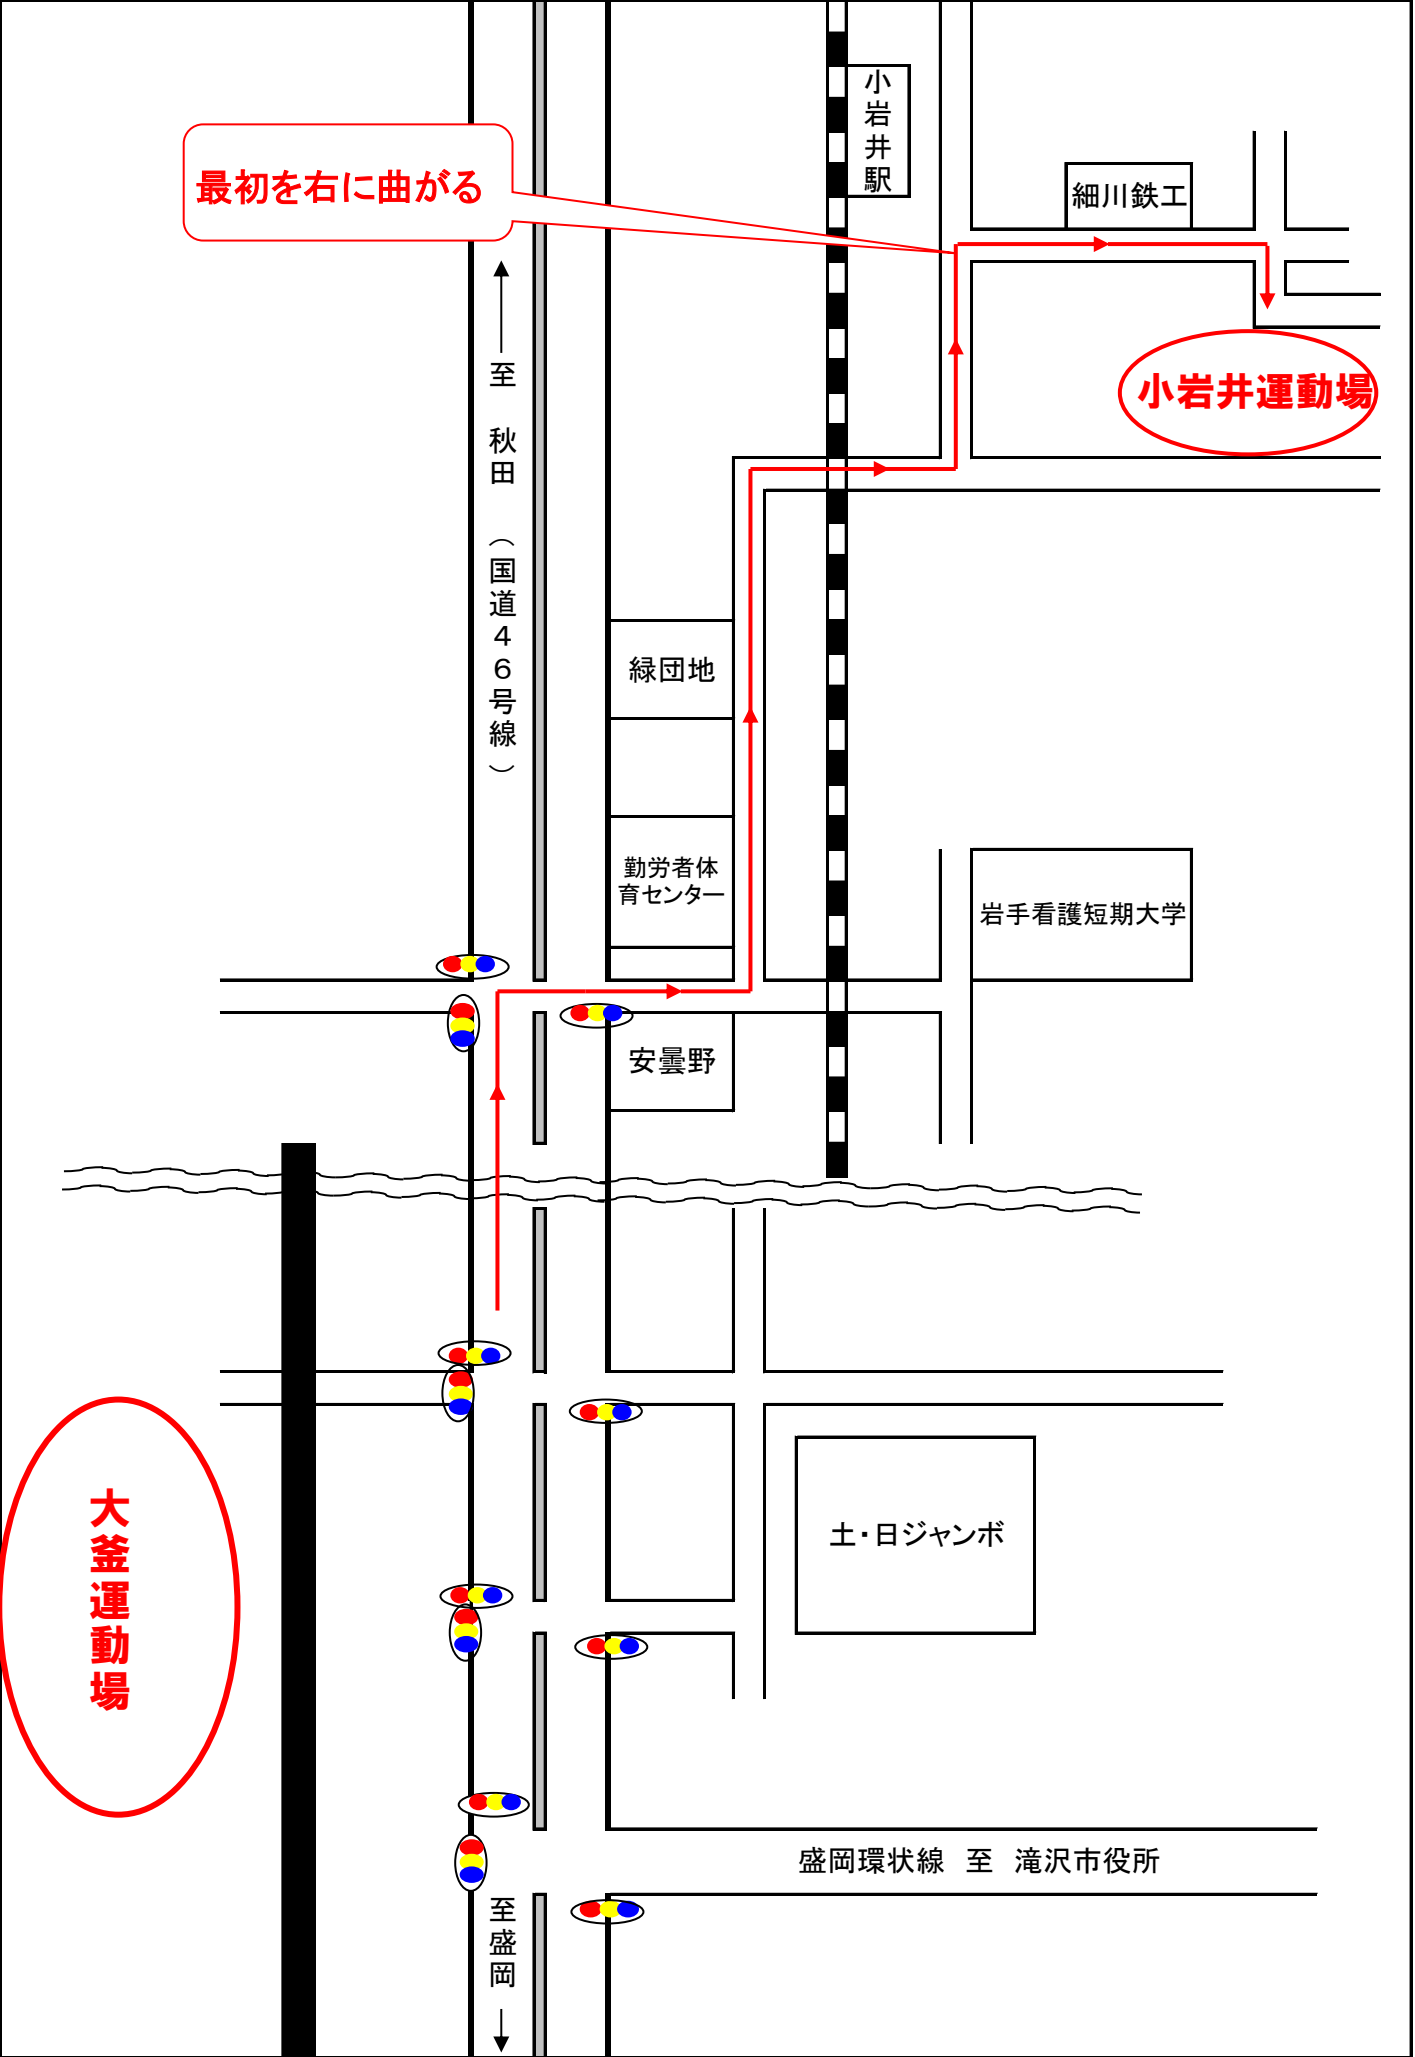 小岩井駅
最初を右に曲がる
細川鉄工
至 秋田 （国道４６号線）
小岩井運動場
緑団地
勤労者体
育センター
岩手看護短期大学
安曇野
大釜運動場
土・日ジャンボ
盛岡環状線 至 滝沢市役所
至盛岡